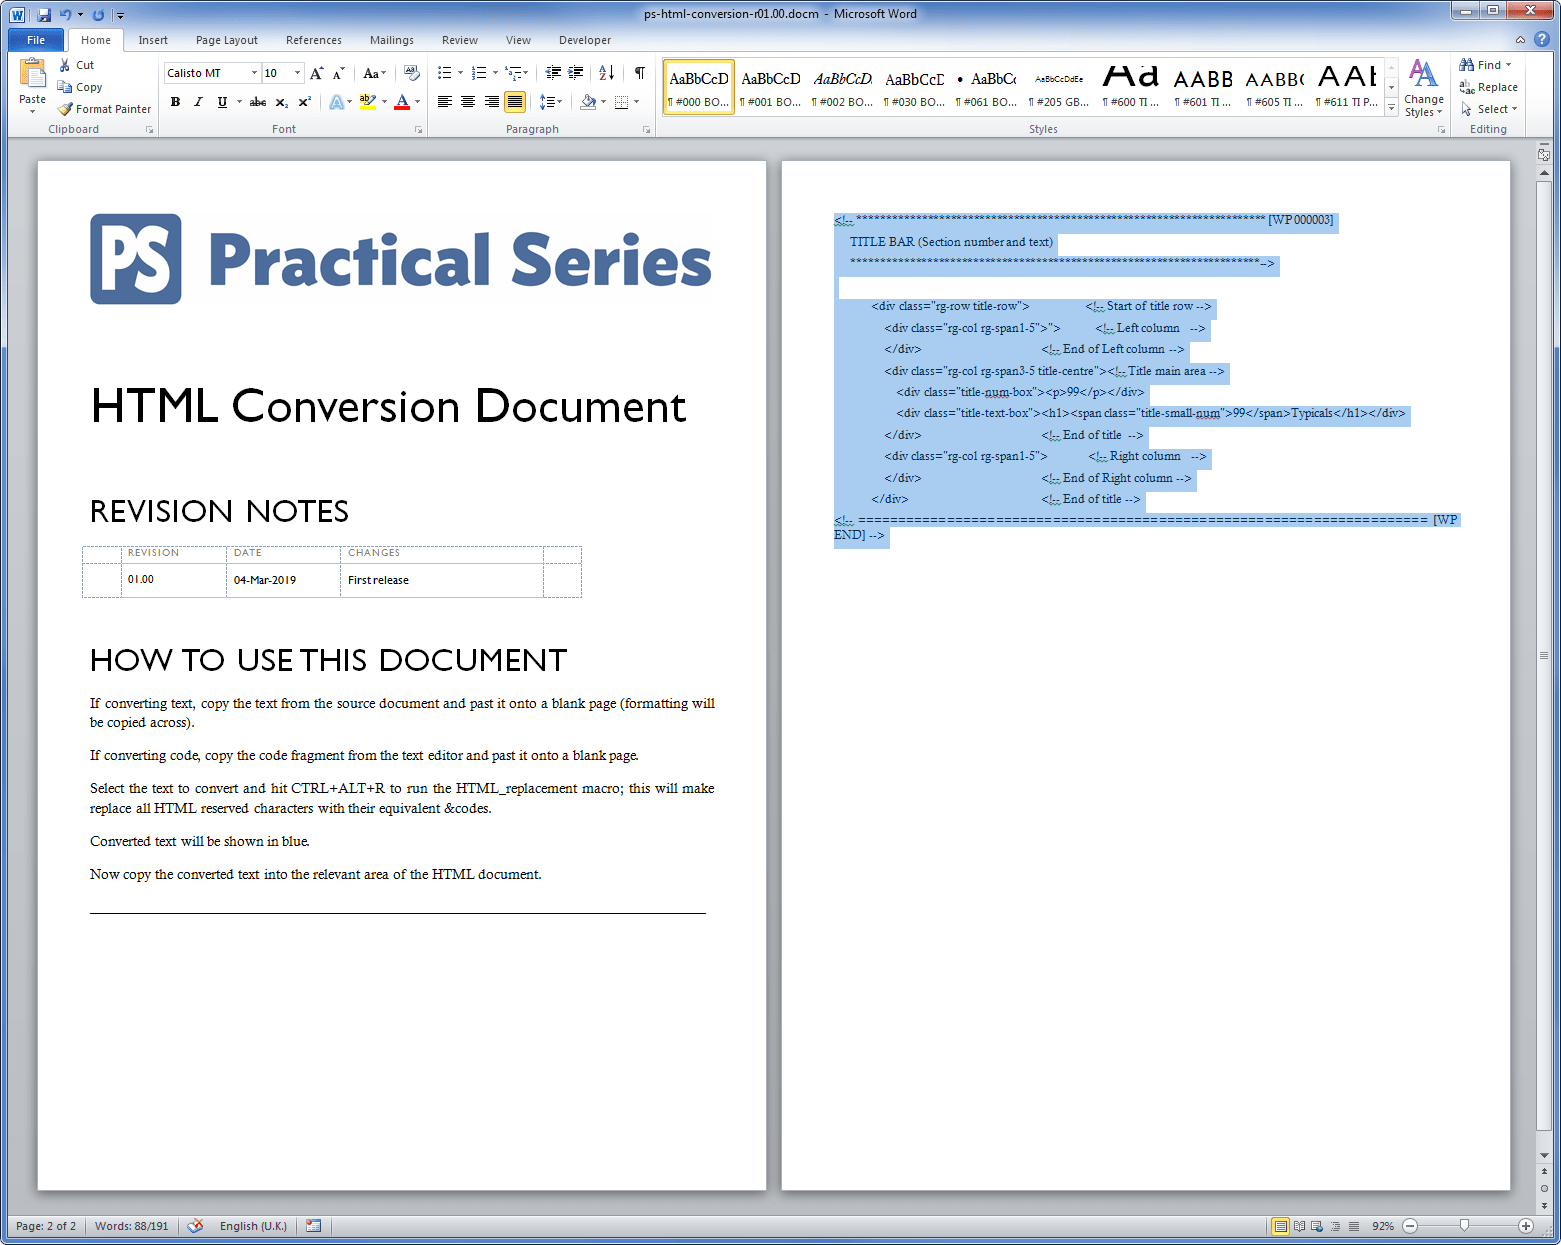 ps-html-conversion-r01.00.docm - Microsoft Word
File Home Insert Page Layout References Mailings Review View Developer
Paste
Cut
Copy
Format Painter
Clipboard
Calisto MT 10
Font
Paragraph
AaBbCcD AaBbCcD AaBbCcD. AaBbCcD • AaBbCc AaBbCcDdEe Aa AABB AABBC AAB
¶ #000 BO... ¶ #001 BO... ¶ #002 BO... ¶ #030 BO... ¶ #061 BO... ¶ #205 GB... ¶ #600 TI ... ¶ #601 TI ... ¶ #605 TI ... ¶ #611 TI P...
Styles
Change
Styles
Find
Replace
Select
Editing
PS Practical Series
HTML Conversion Document
REVISION NOTES
REVISION DATE CHANGES
01.00 04-Mar-2019 First release
HOW TO USE THIS DOCUMENT
If converting text, copy the text from the source document and past it onto a blank page (formatting will
be copied across).
If converting code, copy the code fragment from the text editor and past it onto a blank page.
Select the text to convert and hit CTRL+ALT+R to run the HTML_replacement macro; this will make
replace all HTML reserved characters with their equivalent &codes.
Converted text will be shown in blue.
Now copy the converted text into the relevant area of the HTML document.
<!-- ********************************************************************** [WP 000003]
TITLE BAR (Section number and text)
**********************************************************************-->
<div class="rg-row title-row"> <!-- Start of title row -->
<div class="rg-col rg-span1-5">"> <!-- Left column -->
</div> <!-- End of Left column -->
<div class="rg-col rg-span3-5 title-centre"><!-- Title main area -->
<div class="title-num-box"><p>99</p></div>
<div class="title-text-box"><h1><span class="title-small-num">99</span>Typicals</h1></div>
</div> <!-- End of title -->
<div class="rg-col rg-span1-5"> <!-- Right column -->
</div> <!-- End of Right column -->
</div> <!-- End of title -->
<!-- ====================================================================== [WP
END] -->
Page: 2 of 2 Words: 88/191 English (U.K.) 92%